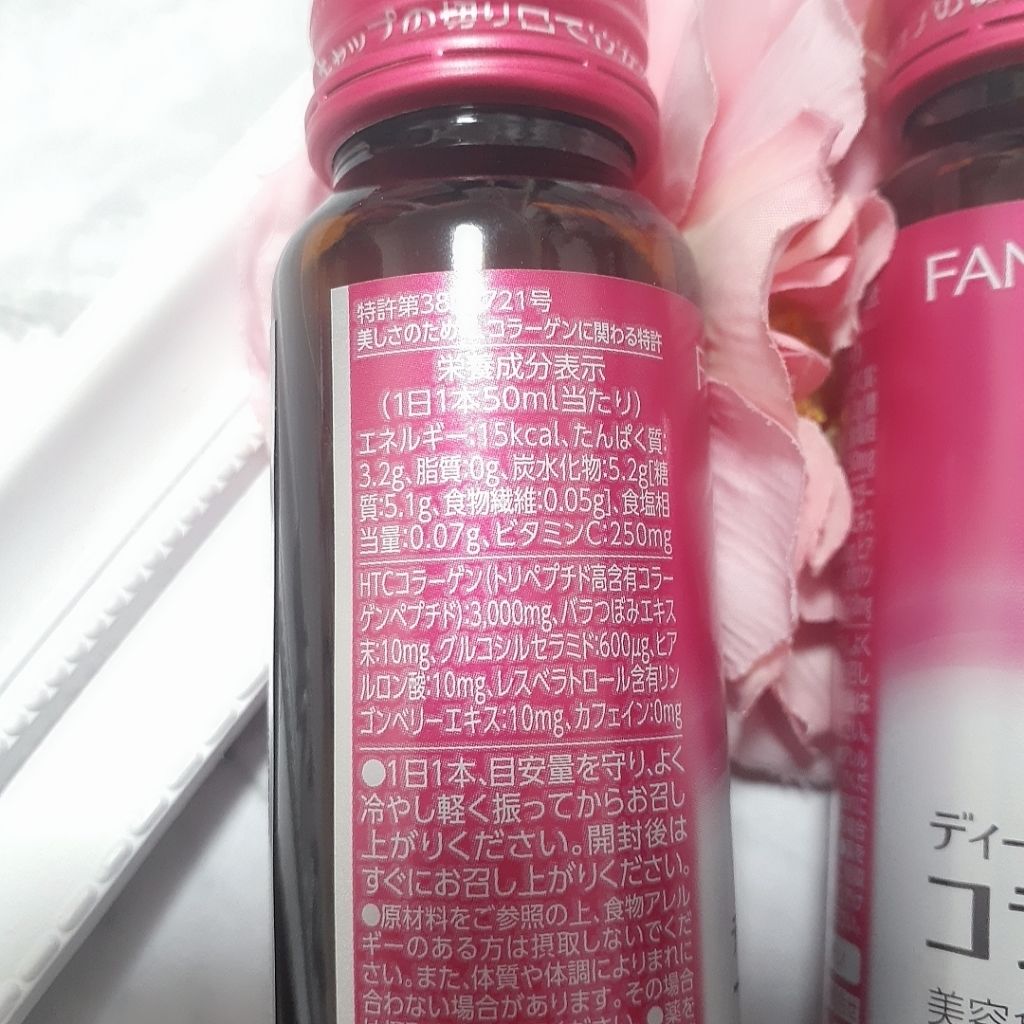 キャップの切り口で
特許第38 721号
美しさのため コラーゲンに関わる特許
栄養成分表示
(1日1本50ml当たり)
エネルギー:15kcal、たんぱく質:
3.2g、脂質:0g、炭水化物:5.2g[糖
質:5.1g、食物繊維:0.05g]、食塩相
当量:0.07g、ビタミンC:250mg
HTCコラーゲン(トリペプチド高含有コラー
ゲンペプチド):3,000mg、バラつぼみエキス
末:10mg、グルコシルセラミド:600μg、ヒア
ルロン酸:10mg、レスベラトロール含有リン
ゴンベリーエキス:10mg、カフェイン:0mg
●1日1本、目安量を守り、よく
冷やし軽く振ってからお召し
上がりください。開封後は
すぐにお召し上がりください。
●原材料をご参照の上、食物アレル
ギーのある方は摂取しないでくだ
さい。また、体質や体調によりまれに
合わない場合があります。その場合
●薬を
FAN
ディー
コ
美容